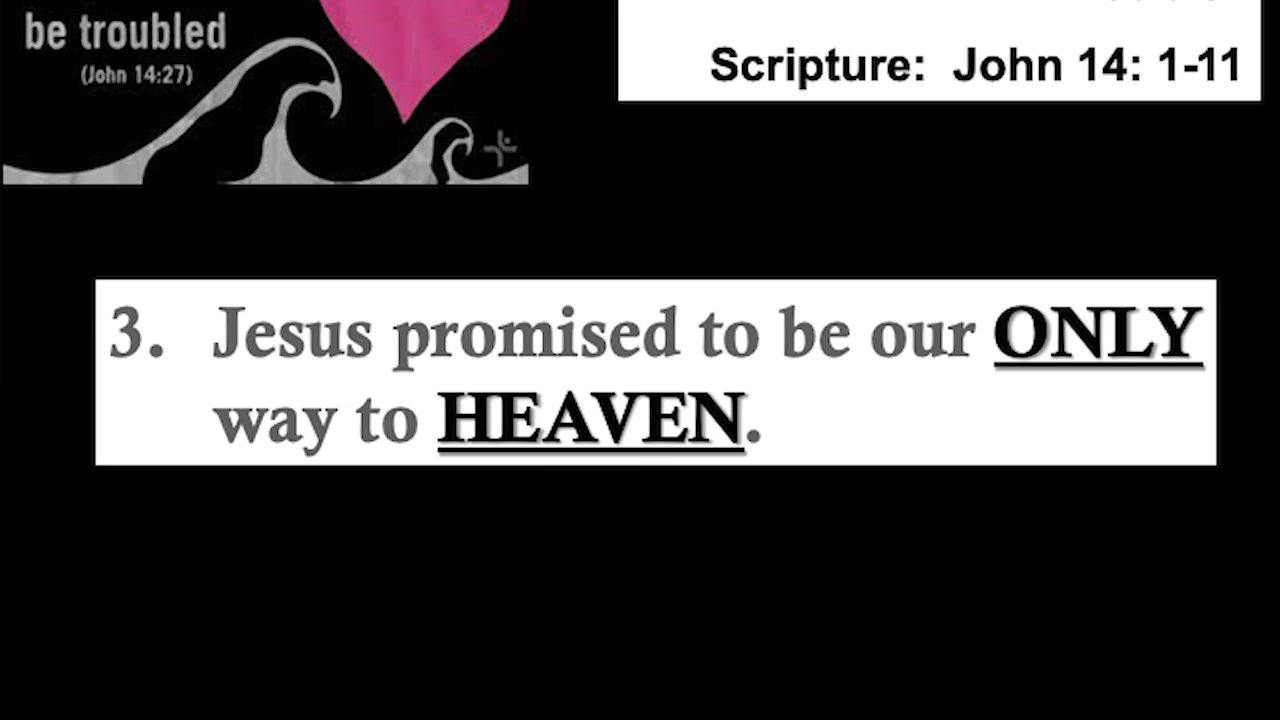 be troubled
(John 14:27)
Scripture: John 14: 1-11
3. Jesus promised to be our ONLY
way to HEAVEN.